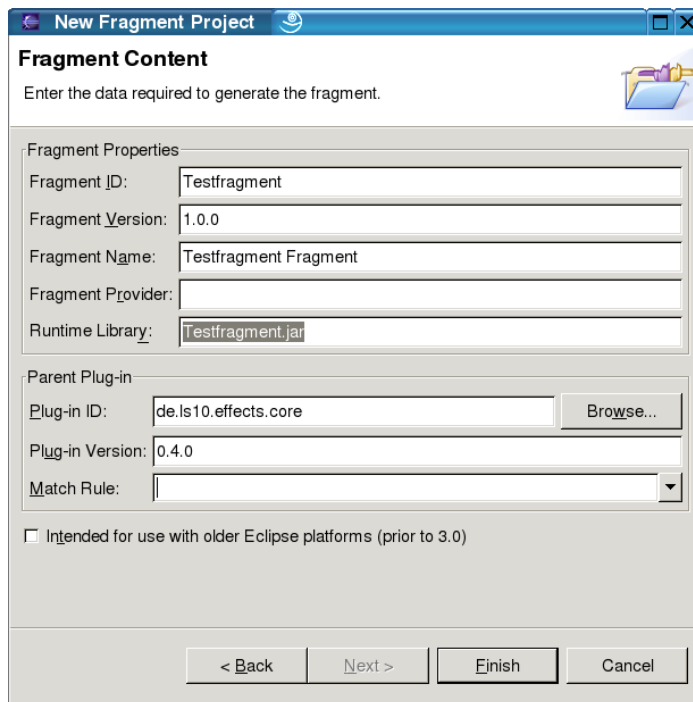 New Fragment Project
Fragment Content
Enter the data required to generate the fragment.
Fragment Properties
Fragment ID: Testfragment
Fragment Version: 1.0.0
Fragment Name: Testfragment Fragment
Fragment Provider:
Runtime Library: Testfragment.jar
Parent Plug-in
Plug-in ID: de.ls10.effects.core Browse...
Plug-in Version: 0.4.0
Match Rule:
Intended for use with older Eclipse platforms (prior to 3.0)
< Back Next > Finish Cancel